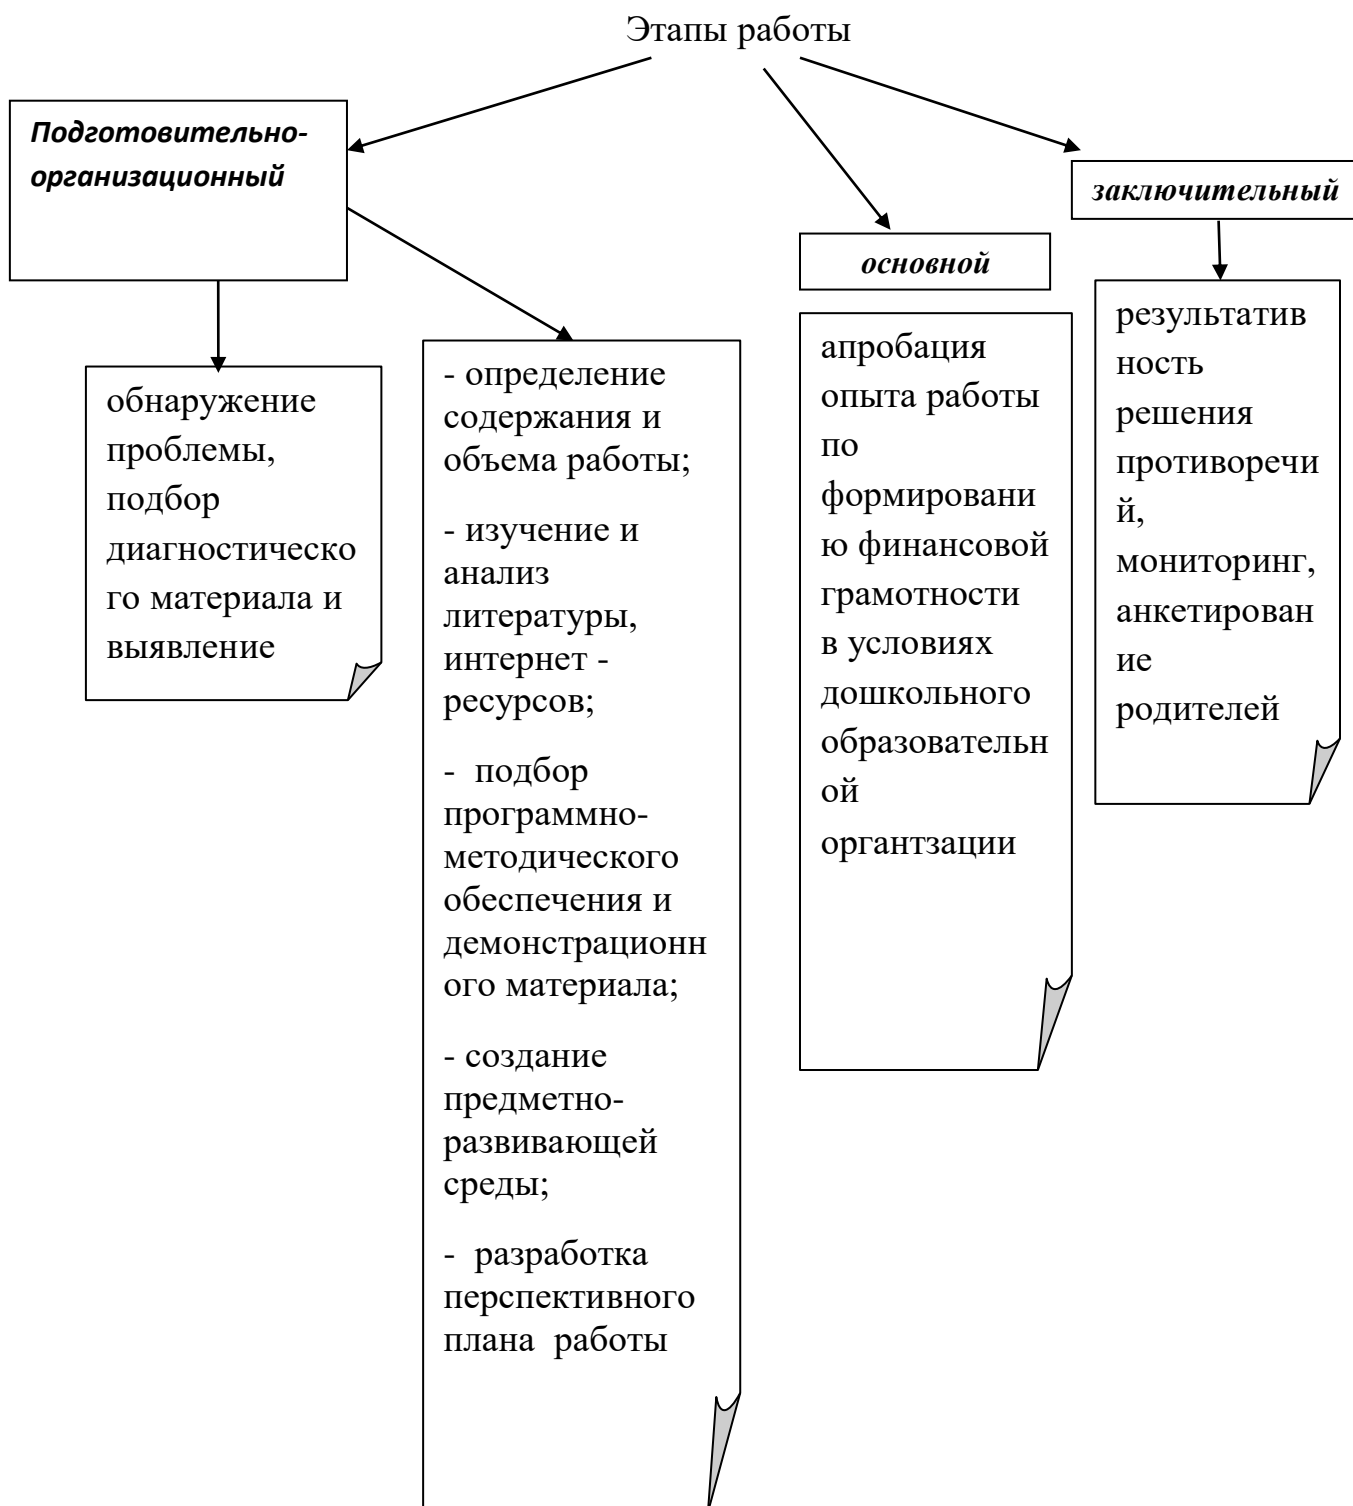 Этапы работы
Подготовительно-
организационный
обнаружение
проблемы,
подбор
диагностическо
го материала и
выявление
- определение
содержания и
объема работы;
- изучение и
анализ
литературы,
интернет -
ресурсов;
-  подбор
программно-
методического
обеспечения и
демонстрационн
ого материала;
- создание
предметно-
развивающей
среды;
-  разработка
перспективного
плана  работы
основной
апробация
опыта работы
по
формировани
ю финансовой
грамотности
в условиях
дошкольного
образовательн
ой
органтзации
заключительный
результатив
ность
решения
противоречи
й,
мониторинг,
анкетирован
ие
родителей